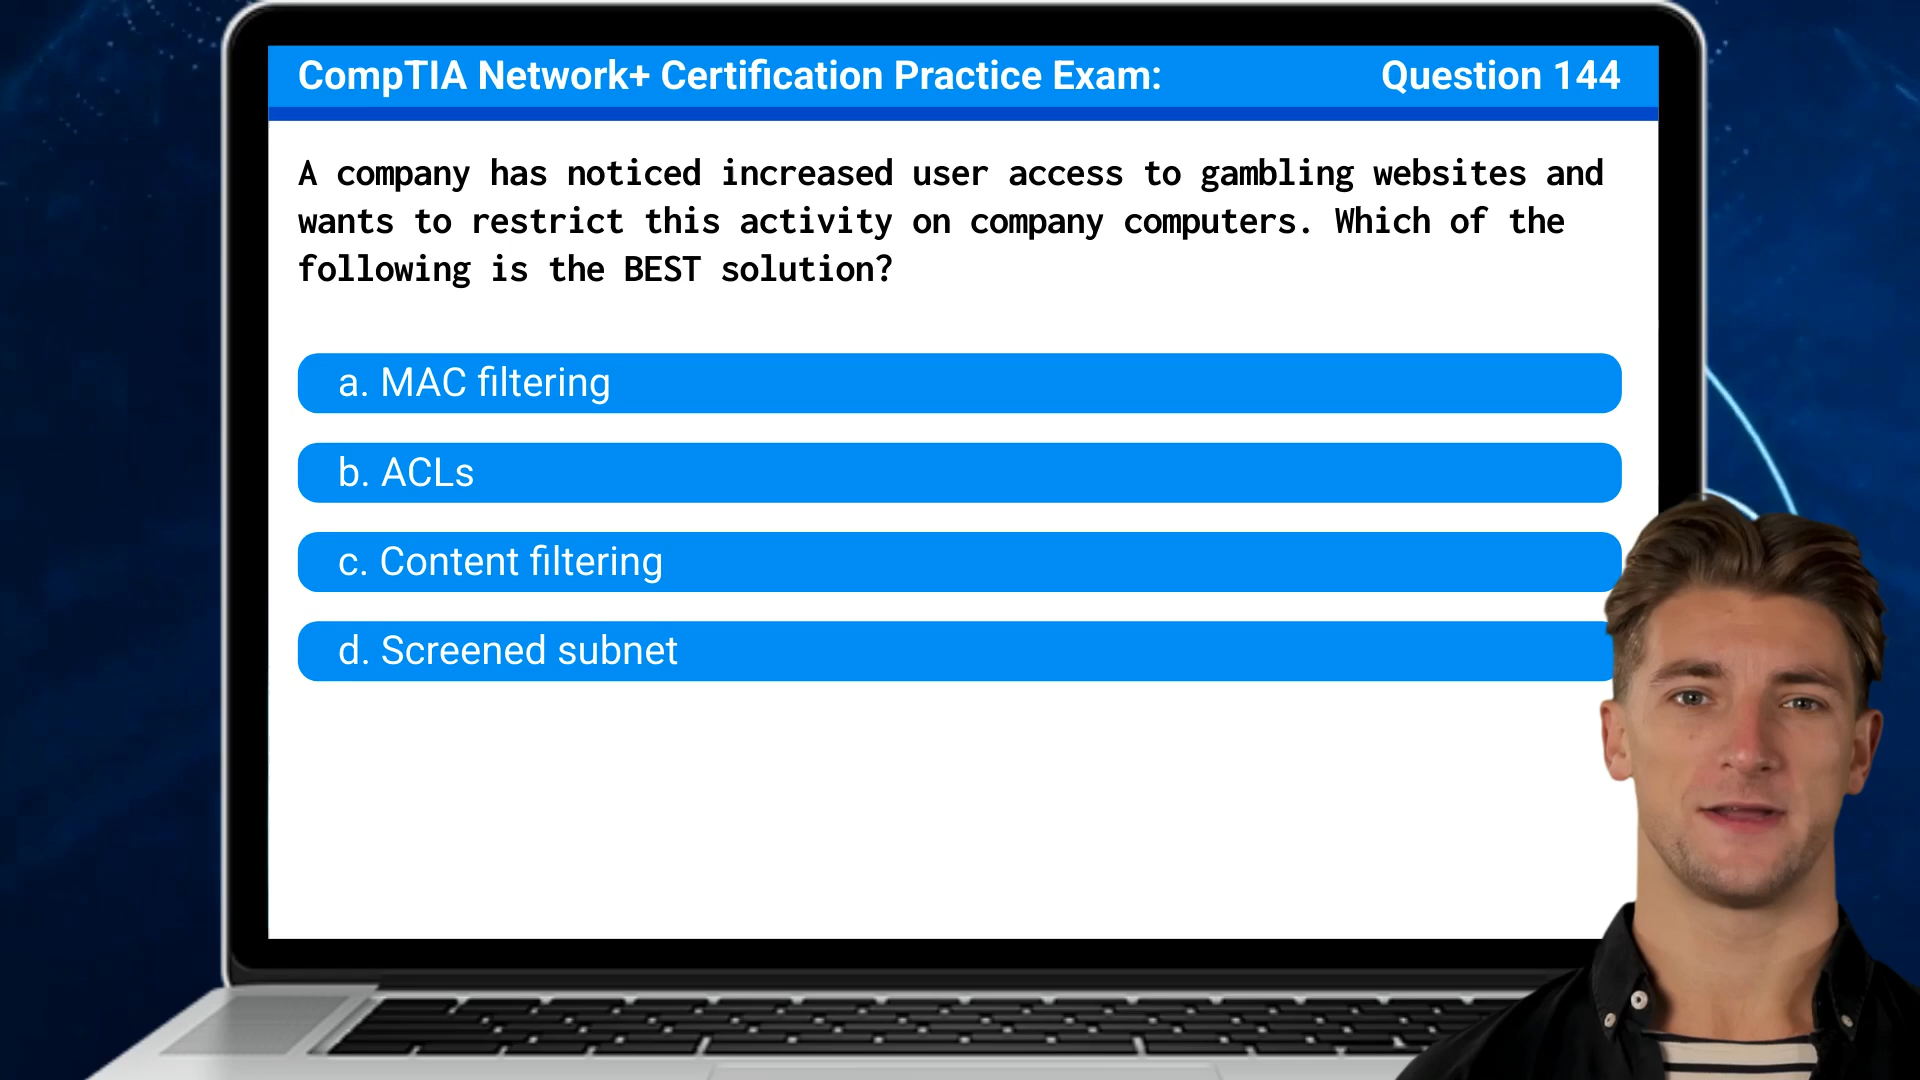 CompTIA Network+ Certification Practice Exam: Question 144
A company has noticed increased user access to gambling websites and
wants to restrict this activity on company computers. Which of the
following is the BEST solution?
a. MAC filtering
b. ACLs
c. Content filtering
d. Screened subnet